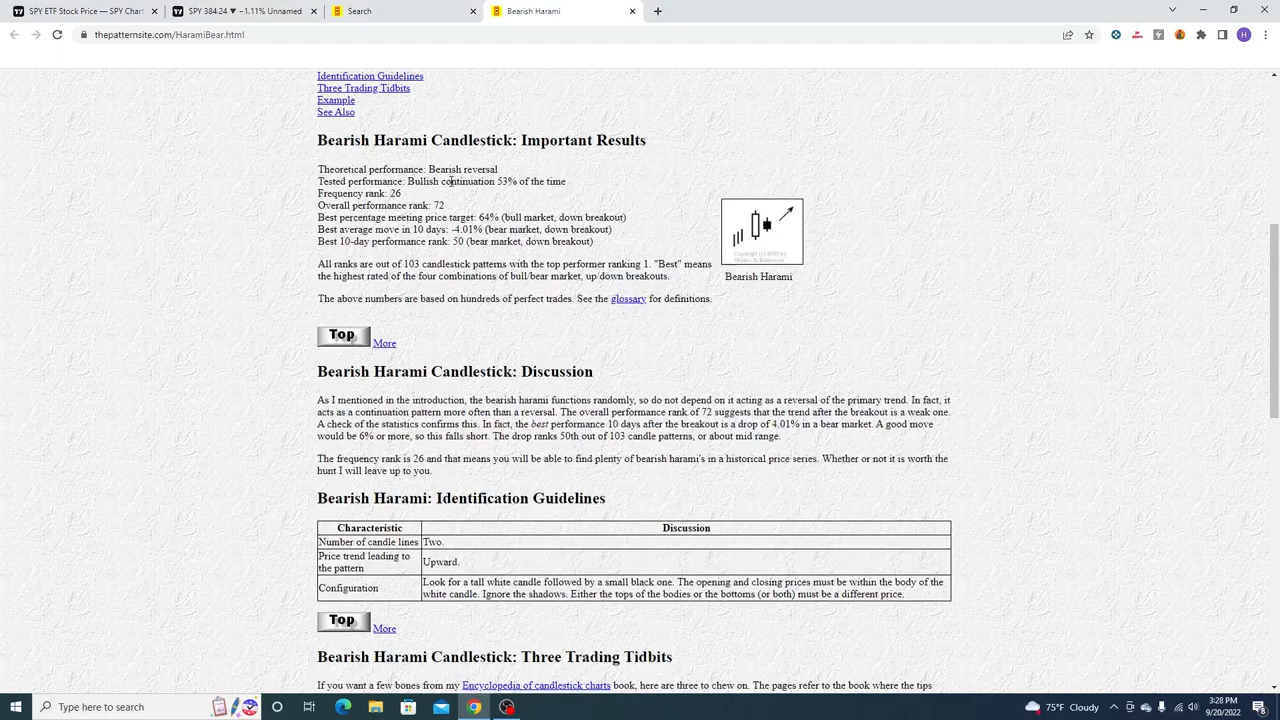 SPY ETF Stock Price — SPY Chart
SPY 384.24 ▼ −1.11% Unnamed
Search
Bearish Harami
thepatternsite.com/HaramiBear.html
H
Identification Guidelines
Three Trading Tidbits
Example
See Also
Bearish Harami Candlestick: Important Results
Theoretical performance: Bearish reversal
Tested performance: Bullish continuation 53% of the time
Frequency rank: 26
Overall performance rank: 72
Best percentage meeting price target: 64% (bull market, down breakout)
Best average move in 10 days: -4.01% (bear market, down breakout)
Best 10-day performance rank: 50 (bear market, down breakout)
All ranks are out of 103 candlestick patterns with the top performer ranking 1. "Best" means
the highest rated of the four combinations of bull/bear market, up/down breakouts.
The above numbers are based on hundreds of perfect trades. See the glossary for definitions.
Bearish Harami
Top More
Bearish Harami Candlestick: Discussion
As I mentioned in the introduction, the bearish harami functions randomly, so do not depend on it acting as a reversal of the primary trend. In fact, it
acts as a continuation pattern more often than a reversal. The overall performance rank of 72 suggests that the trend after the breakout is a weak one.
A check of the statistics confirms this. In fact, the best performance 10 days after the breakout is a drop of 4.01% in a bear market. A good move
would be 6% or more, so this falls short. The drop ranks 50th out of 103 candle patterns, or about mid range.
The frequency rank is 26 and that means you will be able to find plenty of bearish harami's in a historical price series. Whether or not it is worth the
hunt I will leave up to you.
Bearish Harami: Identification Guidelines
Characteristic Discussion
Number of candle lines Two.
Price trend leading to
the pattern
Upward.
Configuration
Look for a tall white candle followed by a small black one. The opening and closing prices must be within the body of the
white candle. Ignore the shadows. Either the tops of the bodies or the bottoms (or both) must be a different price.
Top More
Bearish Harami Candlestick: Three Trading Tidbits
If you want a few bones from my Encyclopedia of candlestick charts book, here are three to chew on. The pages refer to the book where the tips
Type here to search
75°F Cloudy
3:28 PM
9/20/2022